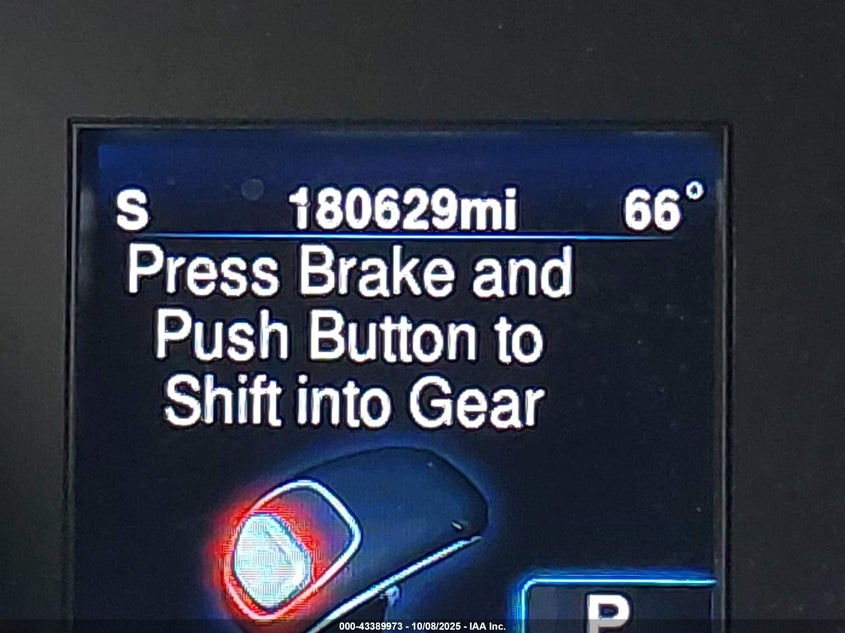 S 180629mi 66°
Press Brake and
Push Button to
Shift into Gear
P
000-43389973 - 10/08/2025 - IAA Inc.